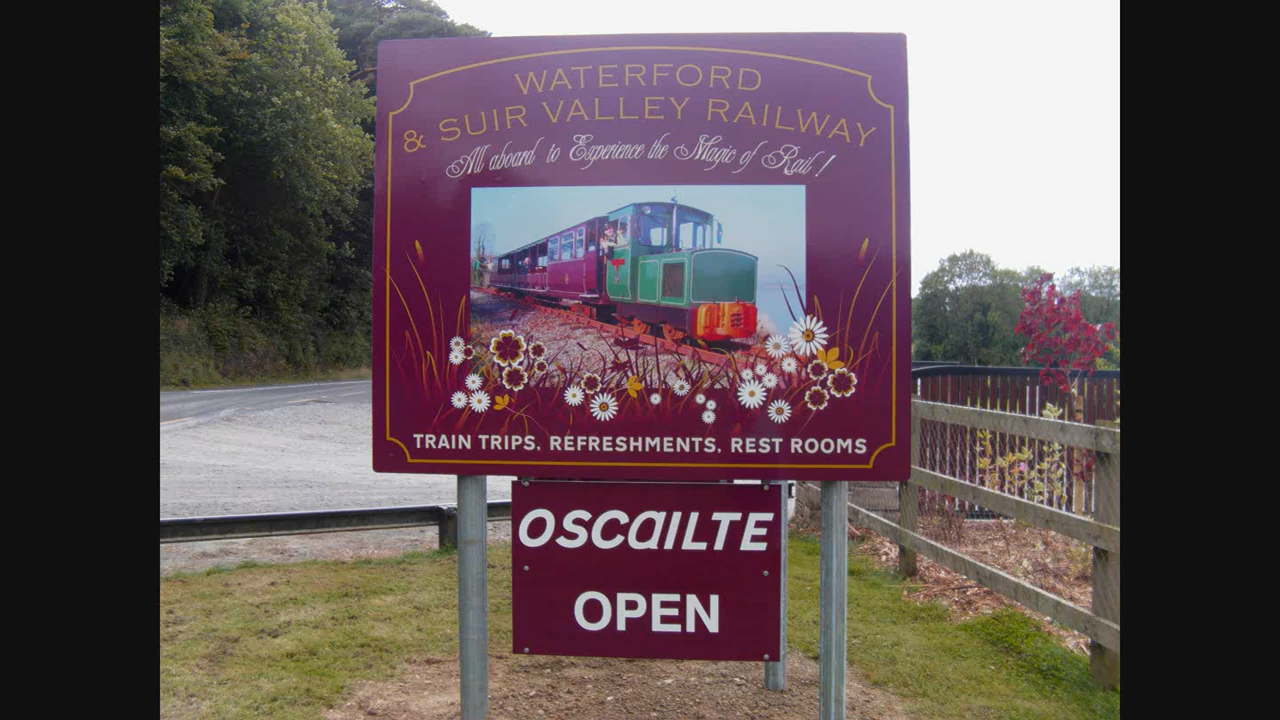 WATERFORD
& SUIR VALLEY RAILWAY
All aboard to Experience the Magic of Rail!
TRAIN TRIPS, REFRESHMENTS, REST ROOMS
OSCAILTE
OPEN